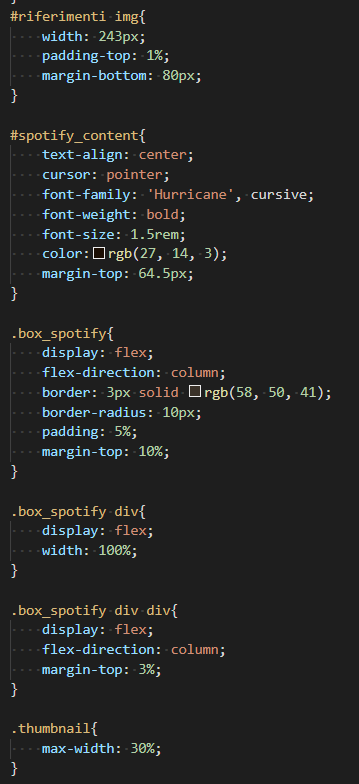 }
#riferimenti img{
    width: 243px;
    padding-top: 1%;
    margin-bottom: 80px;
}

#spotify_content{
    text-align: center;
    cursor: pointer;
    font-family: 'Hurricane', cursive;
    font-weight: bold;
    font-size: 1.5rem;
    color: rgb(27, 14, 3);
    margin-top: 64.5px;
}

.box_spotify{
    display: flex;
    flex-direction: column;
    border: 3px solid rgb(58, 50, 41);
    border-radius: 10px;
    padding: 5%;
    margin-top: 10%;
}

.box_spotify div{
    display: flex;
    width: 100%;
}

.box_spotify div div{
    display: flex;
    flex-direction: column;
    margin-top: 3%;
}

.thumbnail{
    max-width: 30%;
}